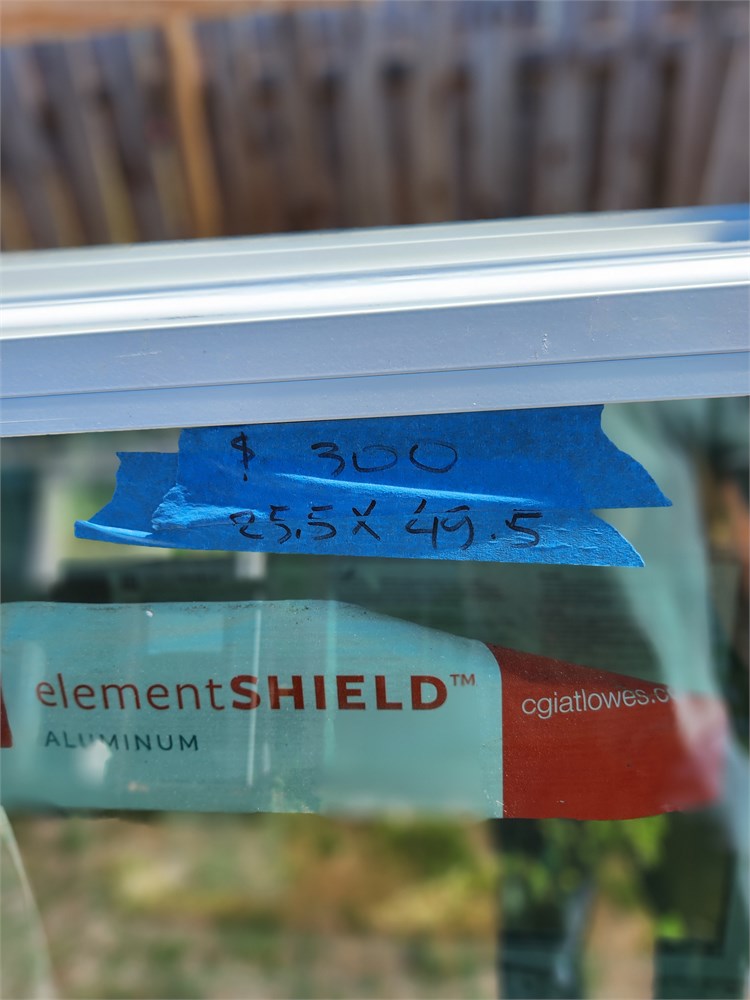 $ 300
25.5 X 49.5
elementSHIELD™
cgiatlowes.c
ALUMINUM